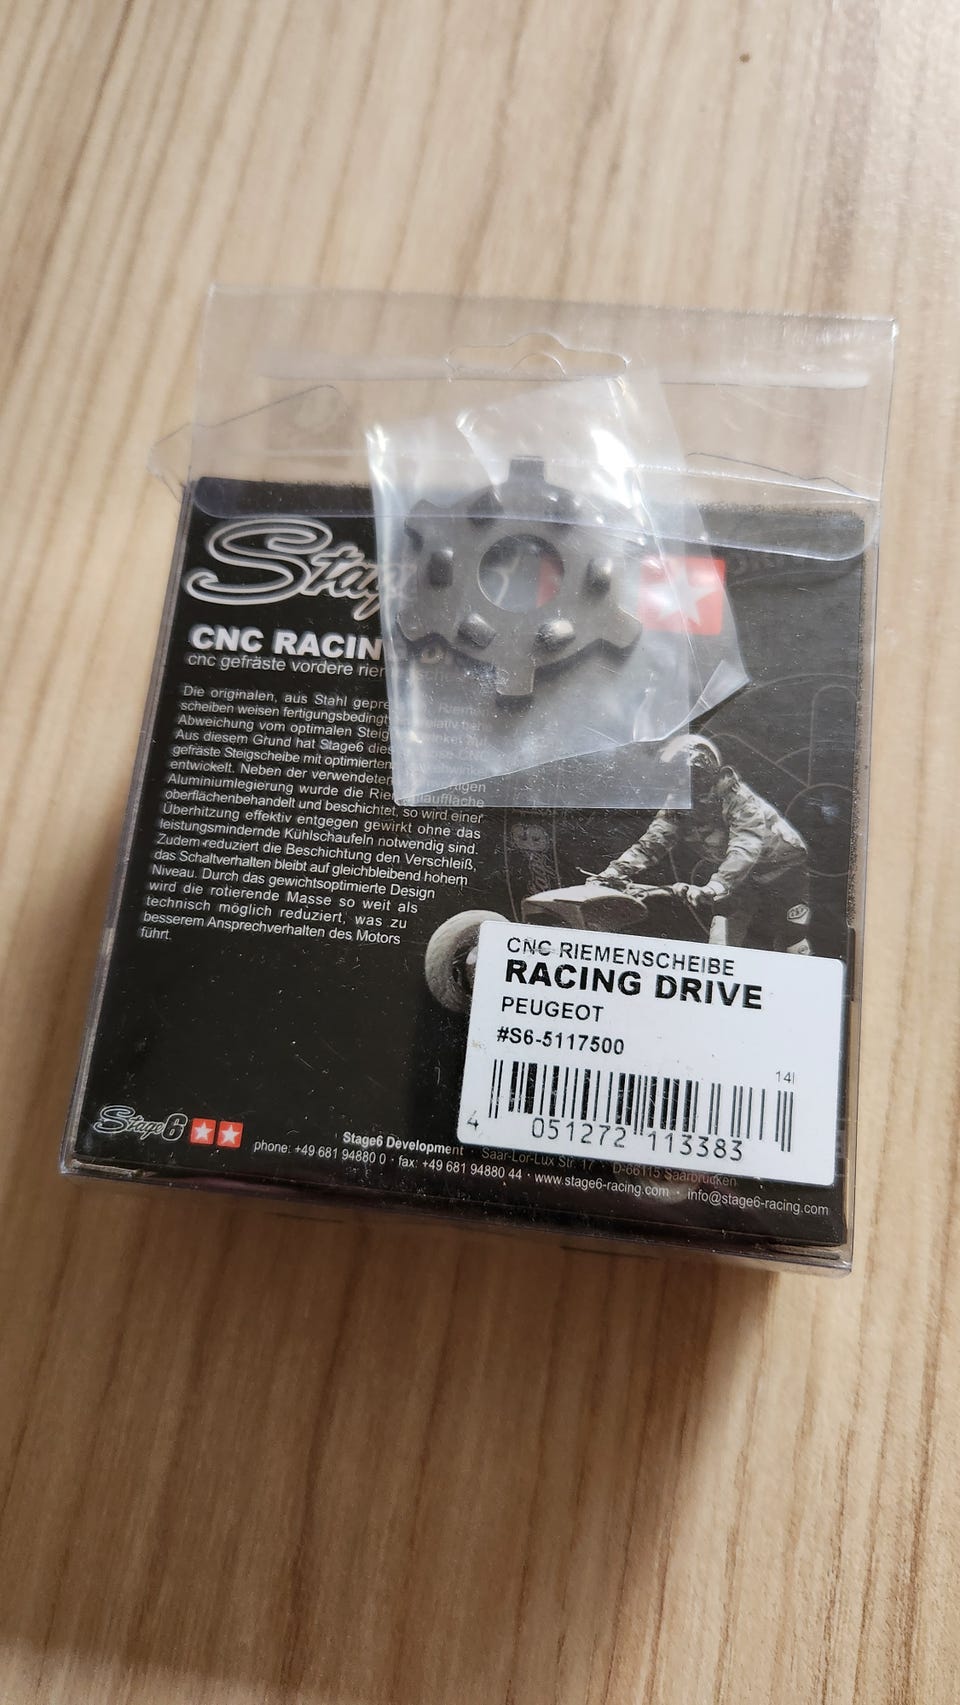 Stage
CNC RACIN
cnc gefräste vordere rie
Die originalen, aus Stahl gepre
scheiben weisen fertigungsbedingt
Abweichung vom optimalen Steig
Aus diesem Grund hat Stage6 dies
gefräste Steigscheibe mit optimierten
entwickelt. Neben der verwendeten
Aluminiumlegierung wurde die
oberflächenbehandelt und beschichtet, so wird einer
Überhitzung effektiv entgegen gewirkt ohne das
leistungsmindernde Kühlschaufeln notwendig sind.
Zudem reduziert die Beschichtung den Verschleiß,
das Schaltverhalten bleibt auf gleichbleibend hohem
Niveau. Durch das gewichtsoptimierte Design
wird die rotierende Masse so weit als
technisch möglich reduziert, was zu
besserem Ansprechverhalten des Motors
führt.
CNC RIEMENSCHEIBE
RACING DRIVE
PEUGEOT
#S6-5117500
14I
4 051272 113383
Stage6
Stage6 Development · Saar-Lor-Lux Str. 17 · D-66115 Saarbrücken
phone: +49 681 94880 0 · fax: +49 681 94880 44 · www.stage6-racing.com · info@stage6-racing.com